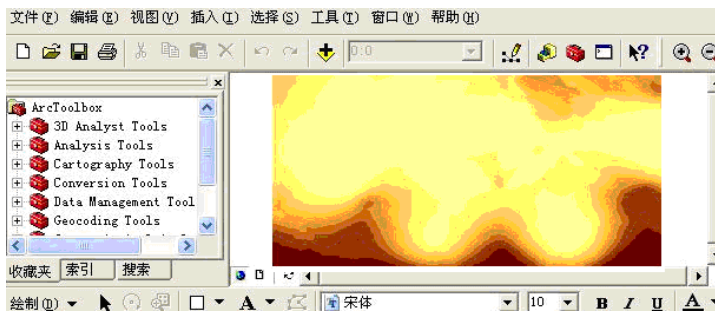 文件(F) 编辑(E) 视图(V) 插入(I) 选择(S) 工具(T) 窗口(W) 帮助(H)
0:0
ArcToolbox
3D Analyst Tools
Analysis Tools
Cartography Tools
Conversion Tools
Data Management Tool
Geocoding Tools
收藏夹 索引 搜索
绘制(D) A 宋体 10 B I U A